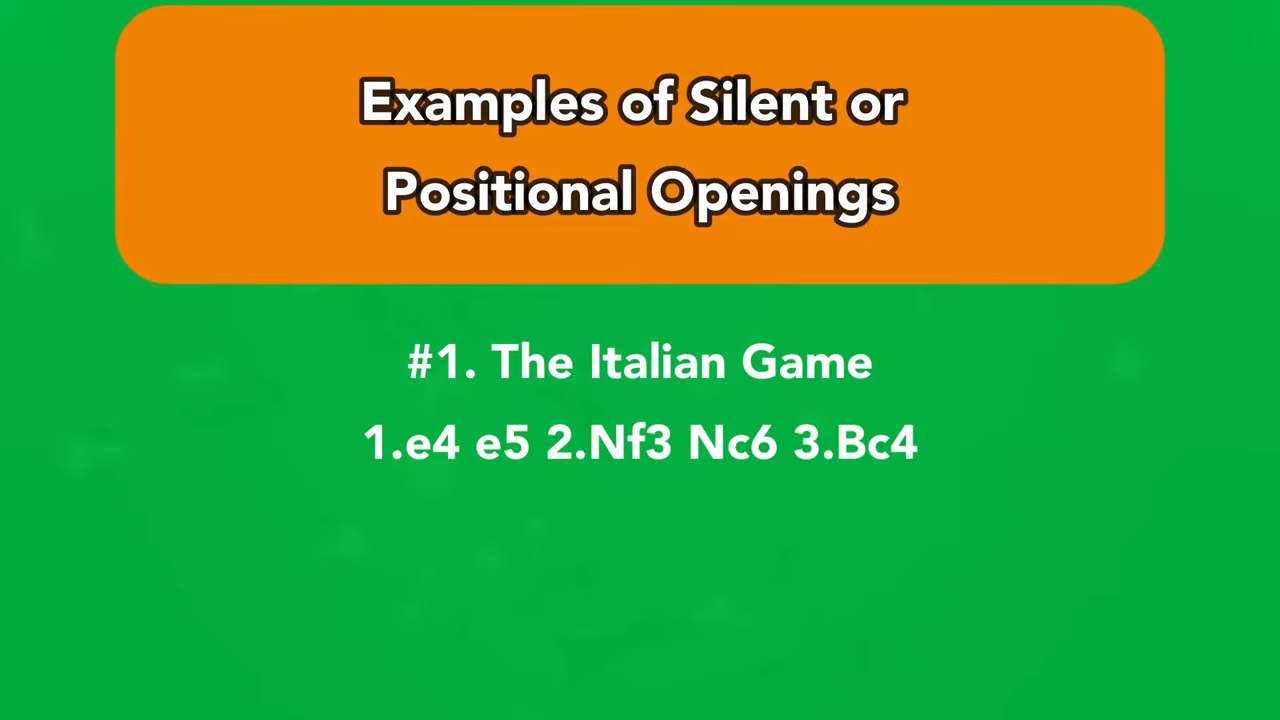 Examples of Silent or
Positional Openings
#1. The Italian Game
1.e4 e5 2.Nf3 Nc6 3.Bc4